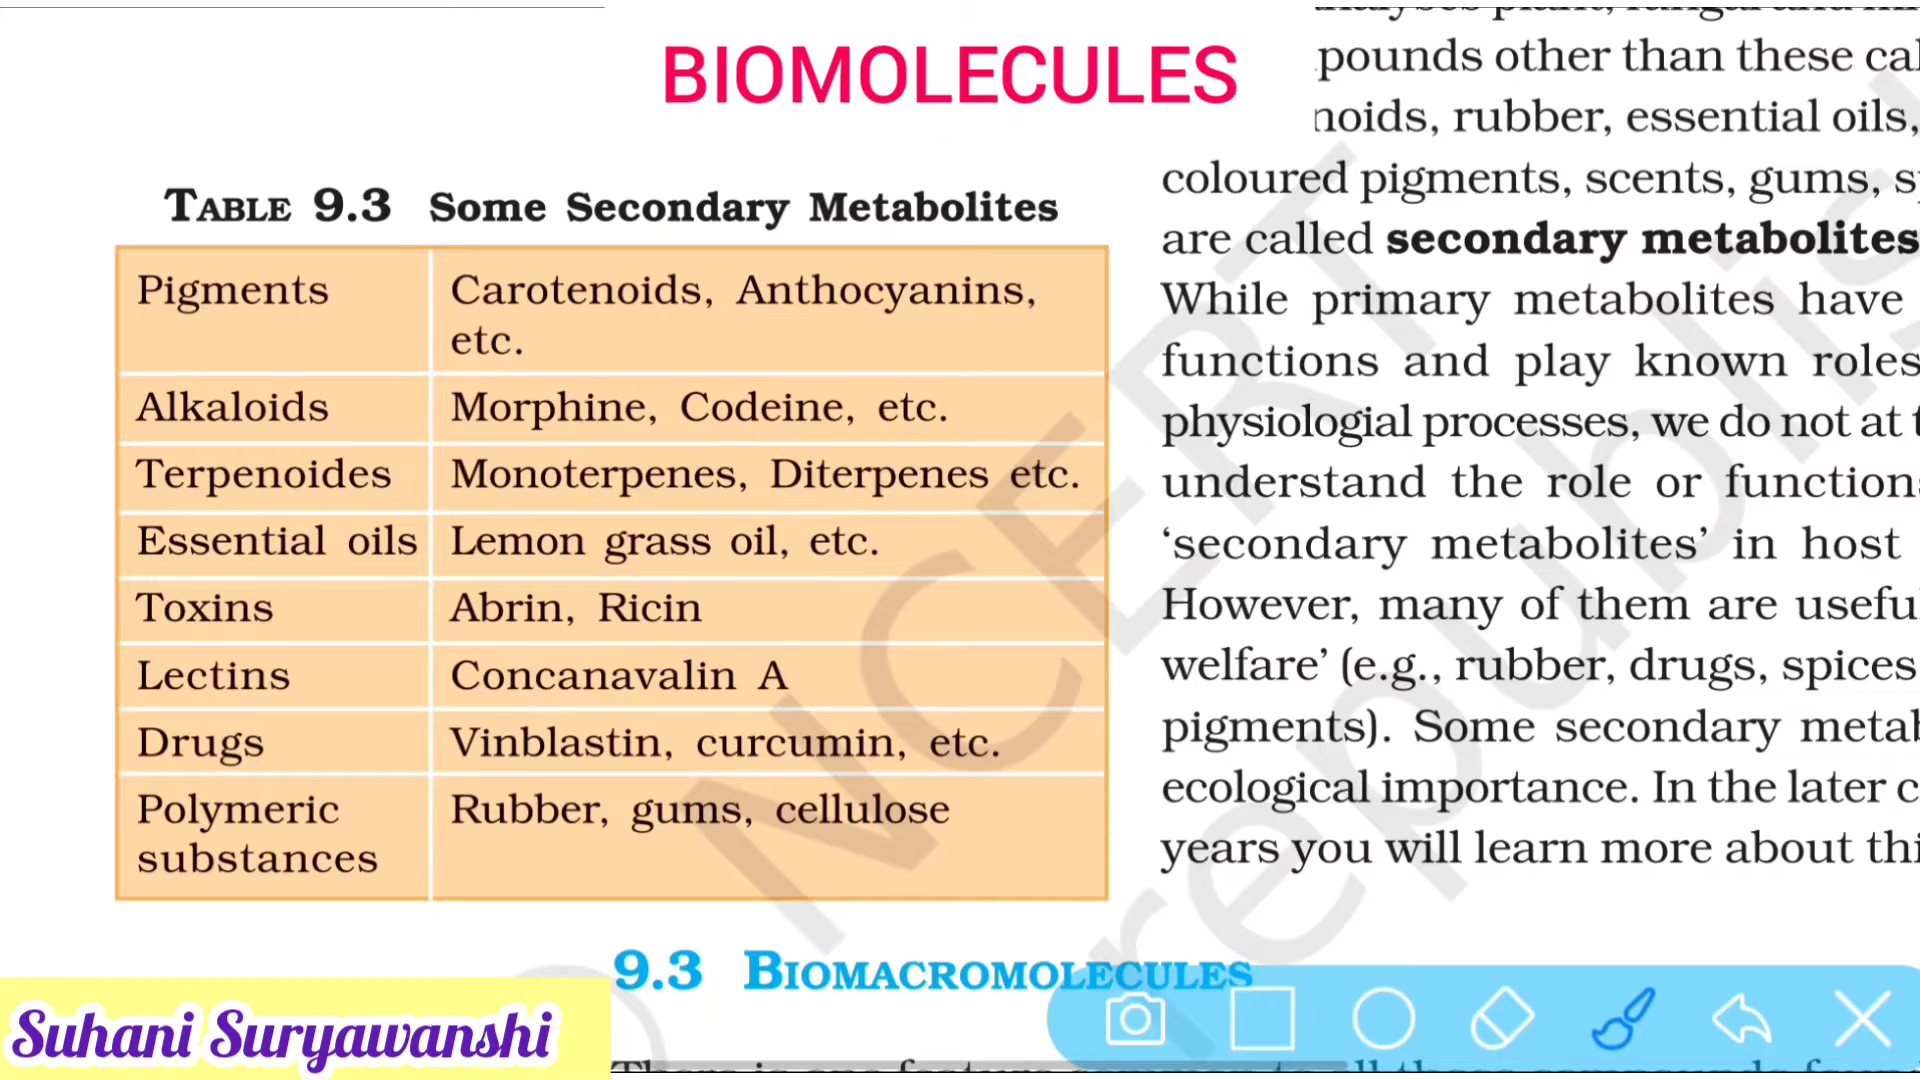 BIOMOLECULES
TABLE 9.3 Some Secondary Metabolites
Pigments Carotenoids, Anthocyanins,
etc.
Alkaloids Morphine, Codeine, etc.
Terpenoides Monoterpenes, Diterpenes etc.
Essential oils Lemon grass oil, etc.
Toxins Abrin, Ricin
Lectins Concanavalin A
Drugs Vinblastin, curcumin, etc.
Polymeric Rubber, gums, cellulose
substances
pounds other than these
noids, rubber, essential oils,
coloured pigments, scents, gums,
are called secondary metabolites
While primary metabolites have
functions and play known roles
physiologial processes, we do not at
understand the role or function
‘secondary metabolites’ in host
However, many of them are
welfare’ (e.g., rubber, drugs, spices
pigments). Some secondary
ecological importance. In the later
years you will learn more about
9.3 BIOMACROMOLECULES
Suhani Suryawanshi
© NCERT
republis